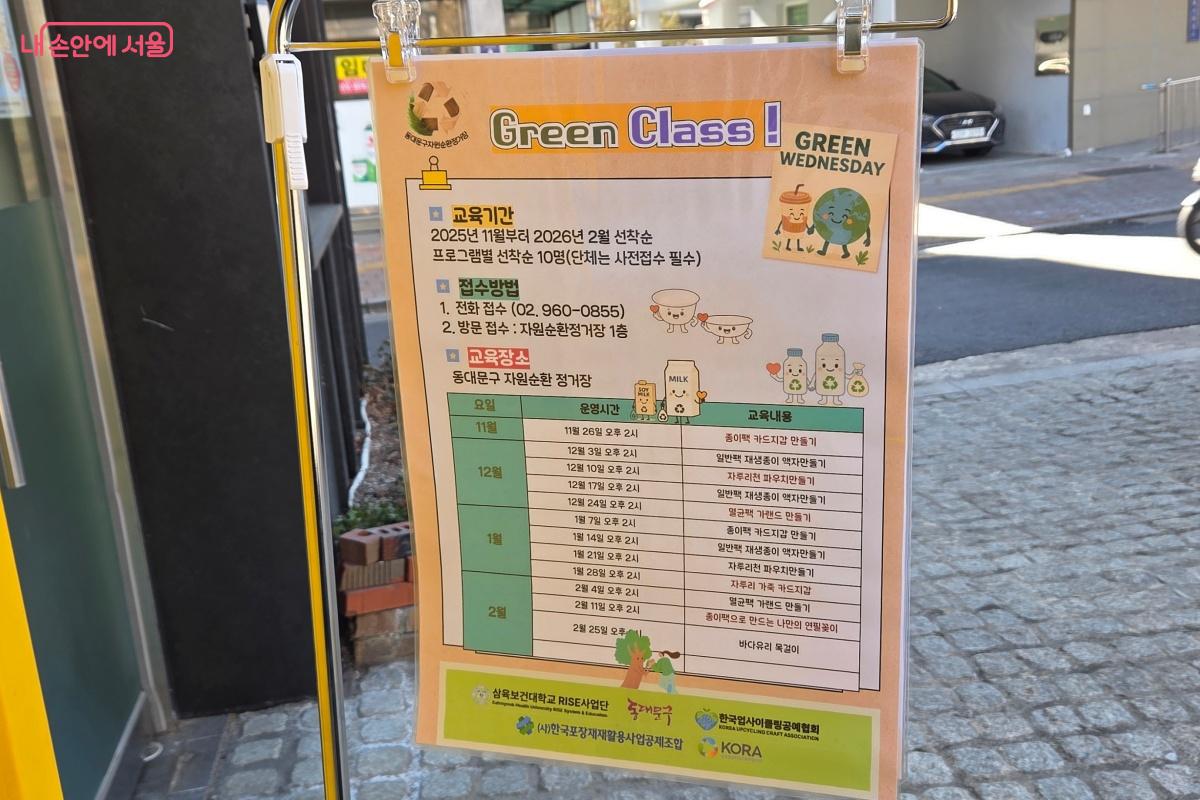 내 손안에 서울
동대문구자원순환정거장
Green Class !
GREEN
WEDNESDAY
교육기간
2025년 11월부터 2026년 2월 선착순
프로그램별 선착순 10명(단체는 사전접수 필수)
접수방법
1. 전화 접수 (02. 960-0855)
2. 방문 접수 : 자원순환정거장 1층
교육장소
동대문구 자원순환 정거장
SOY MILK
MILK
요일 운영시간 교육내용
11월 11월 26일 오후 2시 종이팩 카드지갑 만들기
12월 12월 3일 오후 2시 일반팩 재생종이 액자만들기
12월 10일 오후 2시 자투리천 파우치만들기
12월 17일 오후 2시 일반팩 재생종이 액자만들기
12월 24일 오후 2시 멸균팩 가랜드 만들기
1월 1월 7일 오후 2시 종이팩 카드지갑 만들기
1월 14일 오후 2시 일반팩 재생종이 액자만들기
1월 21일 오후 2시 자투리천 파우치만들기
1월 28일 오후 2시 자투리 가죽 카드지갑
2월 2월 4일 오후 2시 멸균팩 가랜드 만들기
2월 11일 오후 2시 종이팩으로 만드는 나만의 연필꽂이
2월 25일 오후 바다유리 목걸이
삼육보건대학교 RISE사업단
Sahmyook Health University RISE System & Education
동대문구
한국업사이클링공예협회
KOREA UPCYCLING CRAFT ASSOCIATION
(사)한국포장재재활용사업공제조합
KORA